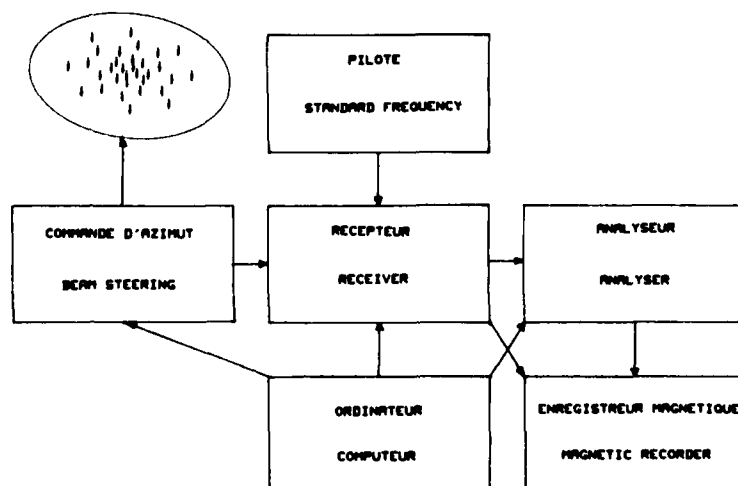 PILOTE
STANDARD FREQUENCY
COMMANDE D'AZIMUT
BEAM STEERING
RECEPTEUR
RECEIVER
ANALYSEUR
ANALYSER
ORDINATEUR
COMPUTEUR
ENREGISTREUR MAGNETIQUE
MAGNETIC RECORDER